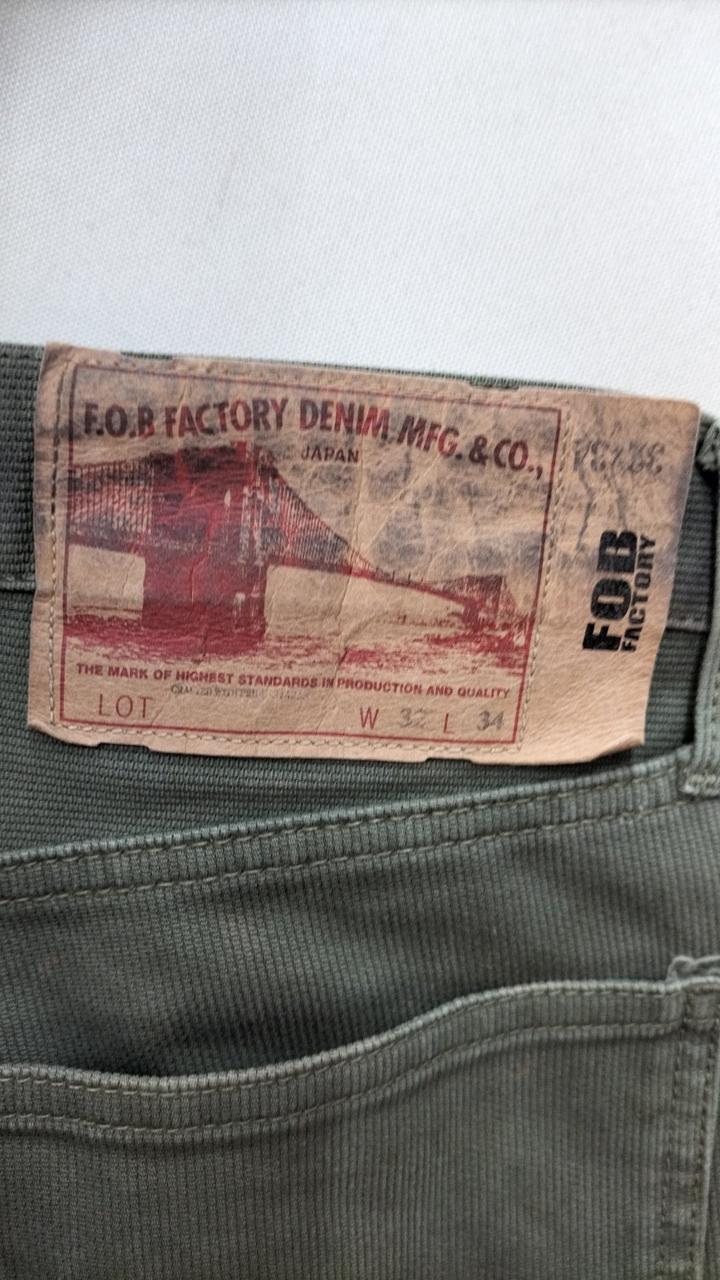 F.O.B FACTORY DENIM.MFG.&CO.,
JAPAN
THE MARK OF HIGHEST STANDARDS IN PRODUCTION AND QUALITY
LOT W 32 L 34
FOB
FACTORY